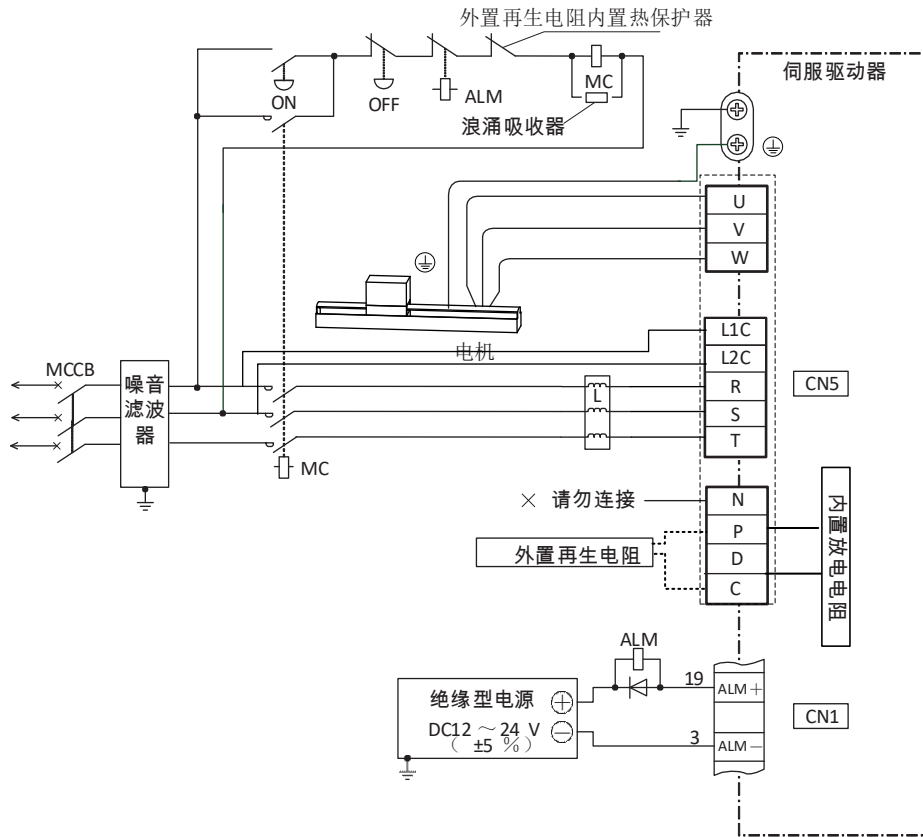 外置再生电阻内置热保护器
伺服驱动器
ON
OFF
ALM
MC
浪涌吸收器
U
V
W
电机
L1C
L2C
R
S
T
CN5
MCCB
噪音
滤波
器
L
MC
× 请勿连接
N
P
D
C
外置再生电阻
内置放电电阻
ALM
绝缘型电源
DC12 ～ 24 V
（ ±5 %）
19
3
ALM＋
ALM－
CN1